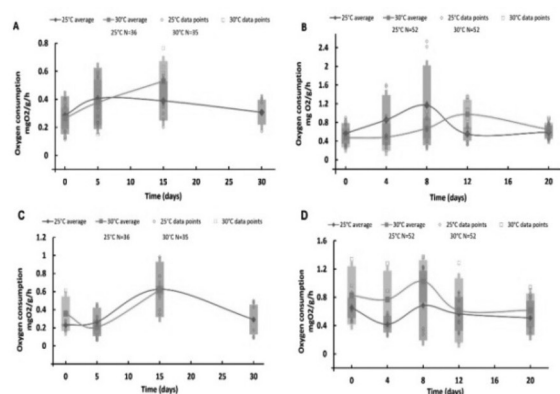 A
25°C average 30°C average 25°C data points 30°C data points
25°C N=36 30°C N=35
Oxygen consumption
mgO2/g/h
0.8
0.6
0.4
0.2
0
0 5 10 15 20 25 30
Time (days)
B
25°C average 30°C average 25°C data points 30°C data points
25°C N=52 30°C N=52
Oxygen consumption
mg O2/g/h
2.4
1.8
1.2
0.6
0
0 4 8 12 16 20
Time (days)
C
25°C average 30°C average 25°C data points 30°C data points
25°C N=36 30°C N=35
Oxygen consumption
mgO2/g/h
1.2
1
0.8
0.6
0.4
0.2
0
0 5 10 15 20 25 30
Time (days)
D
25°C average 30°C average 25°C data points 30°C data points
25°C N=52 30°C N=52
Oxygen consumption
mgO2/g/h
1.6
1.2
0.8
0.4
0
0 4 8 12 16 20
Time (days)